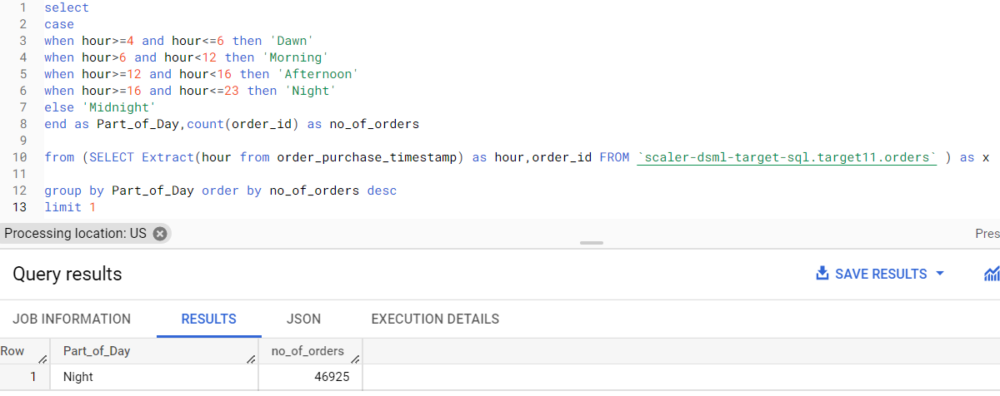 1 select
2 case
3 when hour>=4 and hour<=6 then 'Dawn'
4 when hour>6 and hour<12 then 'Morning'
5 when hour>=12 and hour<16 then 'Afternoon'
6 when hour>=16 and hour<=23 then 'Night'
7 else 'Midnight'
8 end as Part_of_Day,count(order_id) as no_of_orders
9
10 from (SELECT Extract(hour from order_purchase_timestamp) as hour,order_id FROM `scaler-dsml-target-sql.target11.orders` ) as x
11
12 group by Part_of_Day order by no_of_orders desc
13 limit 1
Processing location: US
Pres
Query results SAVE RESULTS
JOB INFORMATION RESULTS JSON EXECUTION DETAILS
Row Part_of_Day no_of_orders
1 Night 46925